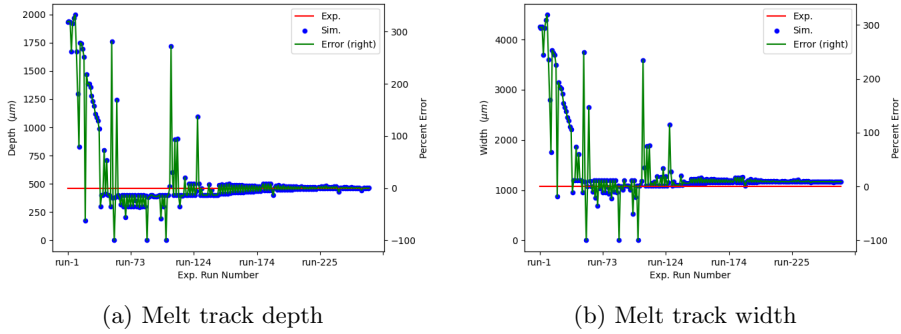 2000
1750
1500
1250
1000
750
500
250
0
Depth (μm)
300
200
100
0
−100
Percent Error
Exp.
Sim.
Error (right)
run-1 run-73 run-124 run-174 run-225
Exp. Run Number
(a) Melt track depth
4000
3000
2000
1000
0
Width (μm)
300
200
100
0
−100
Percent Error
Exp.
Sim.
Error (right)
run-1 run-73 run-124 run-174 run-225
Exp. Run Number
(b) Melt track width